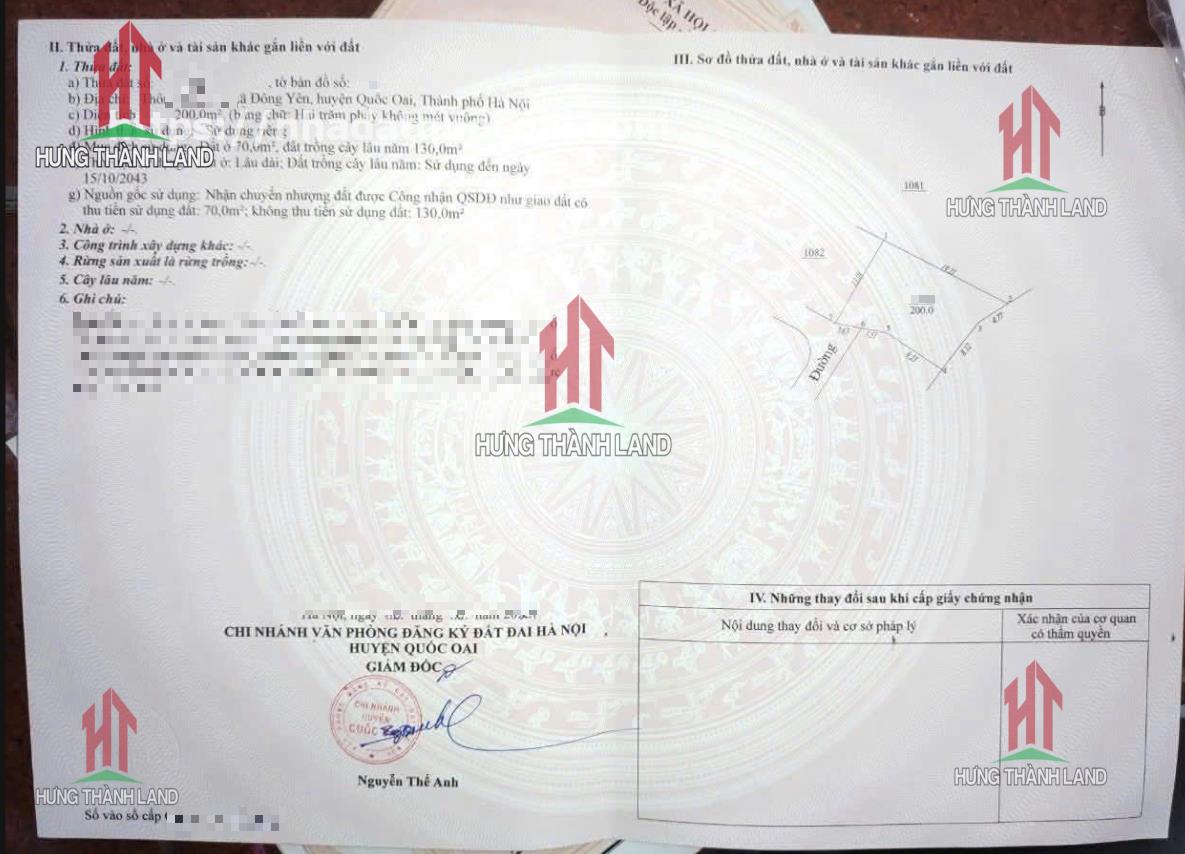 XÃ HỘI
Độc lập -
II. Thửa đất, nhà ở và tài sản khác gắn liền với đất
1. Thửa đất:
a) Thửa đất số: , tờ bản đồ số:
b) Địa chỉ: Thôn xã Đông Yên, huyện Quốc Oai, Thành phố Hà Nội
c) Diện tích 200,0m², (bằng chữ: Hai trăm phẩy không mét vuông)
d) Hình sử dụng: Sử dụng riêng
HƯNG THÀNH LAND
Đất ở 70,0m², đất trồng cây lâu năm 130,0m²
ở: Lâu dài; Đất trồng cây lâu năm: Sử dụng đến ngày
15/10/2043
g) Nguồn gốc sử dụng: Nhận chuyển nhượng đất được Công nhận QSDĐ như giao đất có
thu tiền sử dụng đất: 70,0m²; không thu tiền sử dụng đất: 130,0m²
2. Nhà ở: -/-.
3. Công trình xây dựng khác: -/-.
4. Rừng sản xuất là rừng trồng: -/-.
5. Cây lâu năm: -/-.
6. Ghi chú:
HƯNG THÀNH LAND
CHI NHÁNH VĂN PHÒNG ĐĂNG KÝ ĐẤT ĐAI HÀ NỘI
HUYỆN QUỐC OAI
GIÁM ĐỐC
CHI NHÁNH
HUYỆN
QUỐC
Nguyễn Thế Anh
HƯNG THÀNH LAND
Số vào sổ cấp
III. Sơ đồ thửa đất, nhà ở và tài sản khác gắn liền với đất
B
HƯNG THÀNH LAND
1081
1082
1
2
200.0
Đường
IV. Những thay đổi sau khi cấp giấy chứng nhận
Nội dung thay đổi và cơ sở pháp lý
Xác nhận của cơ quan
có thẩm quyền
HƯNG THÀNH LAND